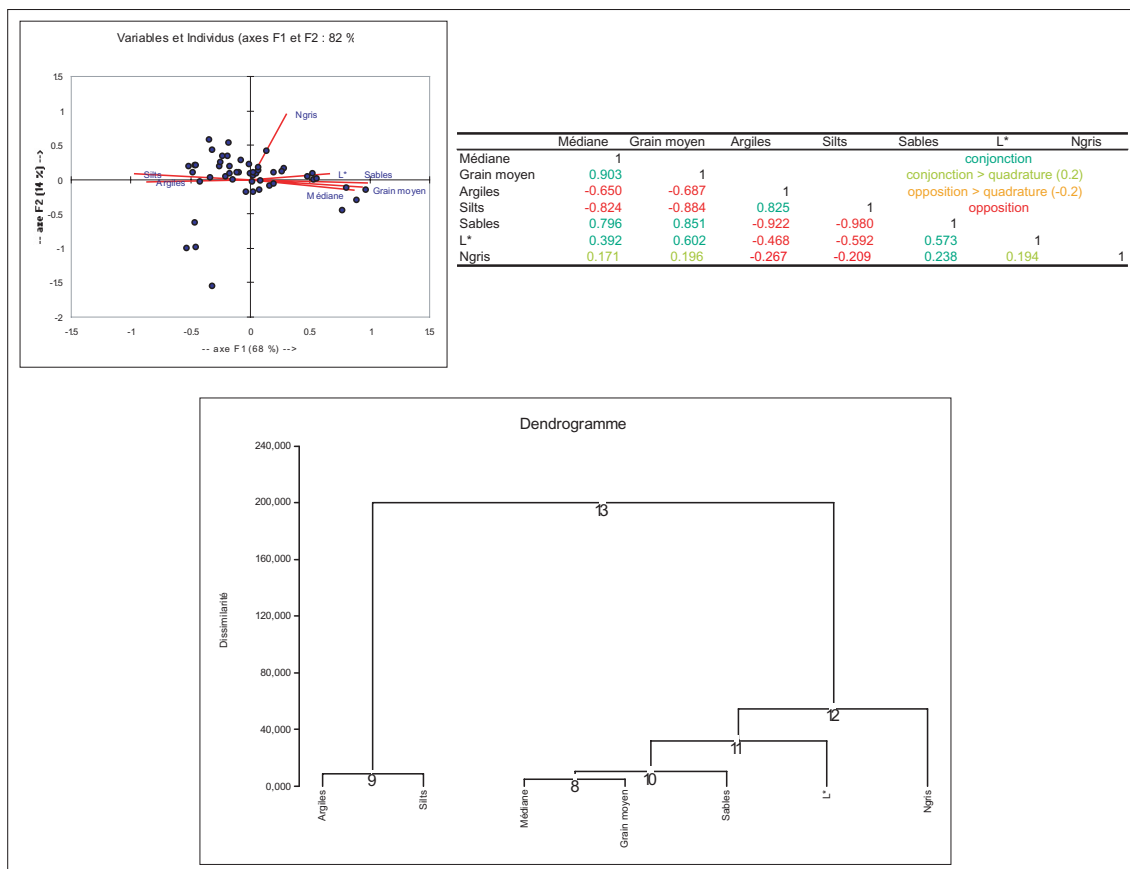 Variables et Individus (axes F1 et F2 : 82 %
15
1
0.5
0
-0.5
-1
-15
-2
-- axe F2 (14 %) -->
-15 -1 -0.5 0 0.5 1 15
-- axe F1 (68 %) -->
Ngris
Silts
Argiles
L*
Sables
Grain moyen
Médiane
Médiane Grain moyen Argiles Silts Sables L* Ngris
Médiane 1 conjonction
Grain moyen 0.903 1 conjonction > quadrature (0.2)
Argiles -0.650 -0.687 1 opposition > quadrature (-0.2)
Silts -0.824 -0.884 0.825 1 opposition
Sables 0.796 0.851 -0.922 -0.980 1
L* 0.392 0.602 -0.468 -0.592 0.573 1
Ngris 0.171 0.196 -0.267 -0.209 0.238 0.194 1
Dendrogramme
240,000
200,000
160,000
120,000
80,000
40,000
0,000
Dissimilarité
13
12
11
10
9
8
Argiles
Silts
Médiane
Grain moyen
Sables
L*
Ngris